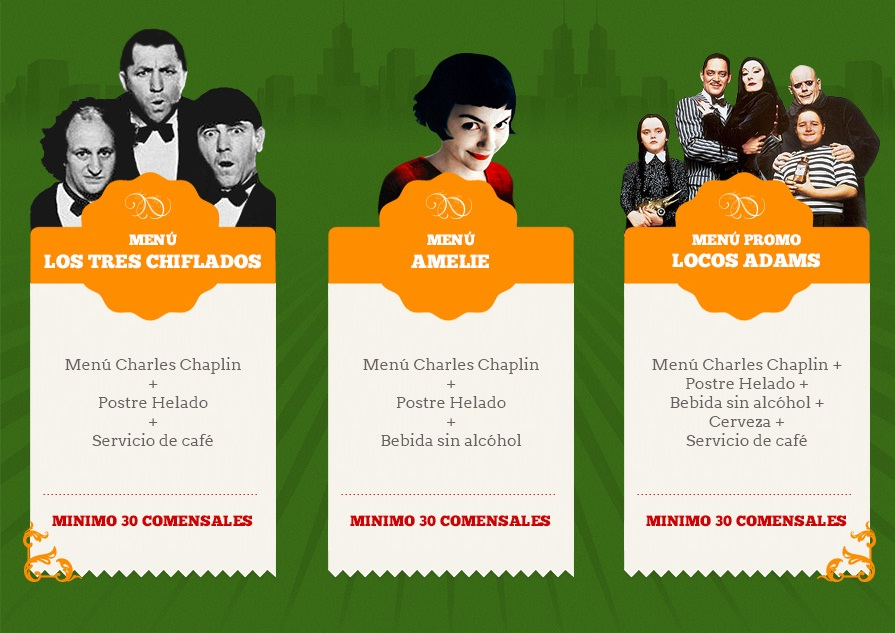 MENÚ
LOS TRES CHIFLADOS
Menú Charles Chaplin
+
Postre Helado
+
Servicio de café
MINIMO 30 COMENSALES
MENÚ
AMELIE
Menú Charles Chaplin
+
Postre Helado
+
Bebida sin alcóhol
MINIMO 30 COMENSALES
MENÚ PROMO
LOCOS ADAMS
Menú Charles Chaplin +
Postre Helado +
Bebida sin alcóhol +
Cerveza +
Servicio de café
MINIMO 30 COMENSALES